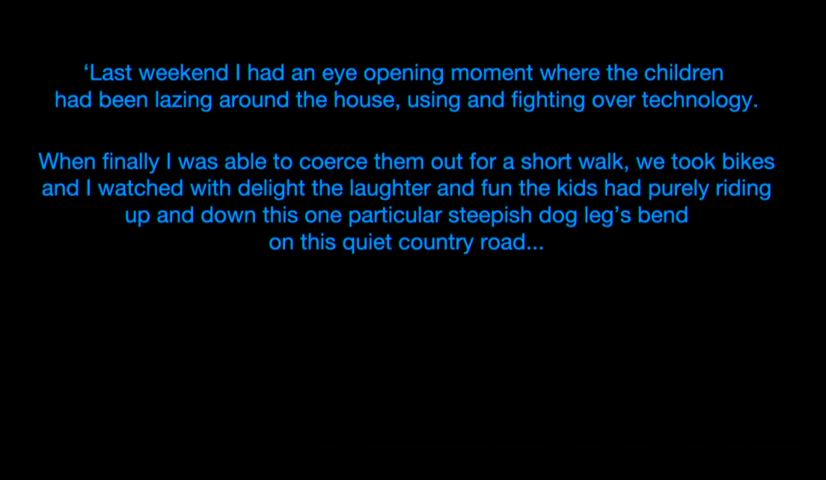 ‘Last weekend I had an eye opening moment where the children
had been lazing around the house, using and fighting over technology.
When finally I was able to coerce them out for a short walk, we took bikes
and I watched with delight the laughter and fun the kids had purely riding
up and down this one particular steepish dog leg’s bend
on this quiet country road...